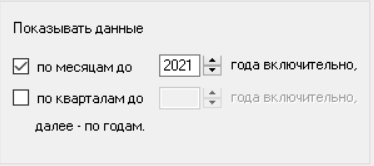 Показывать данные
по месяцам до 2021 года включительно,
по кварталам до года включительно,
далее - по годам.